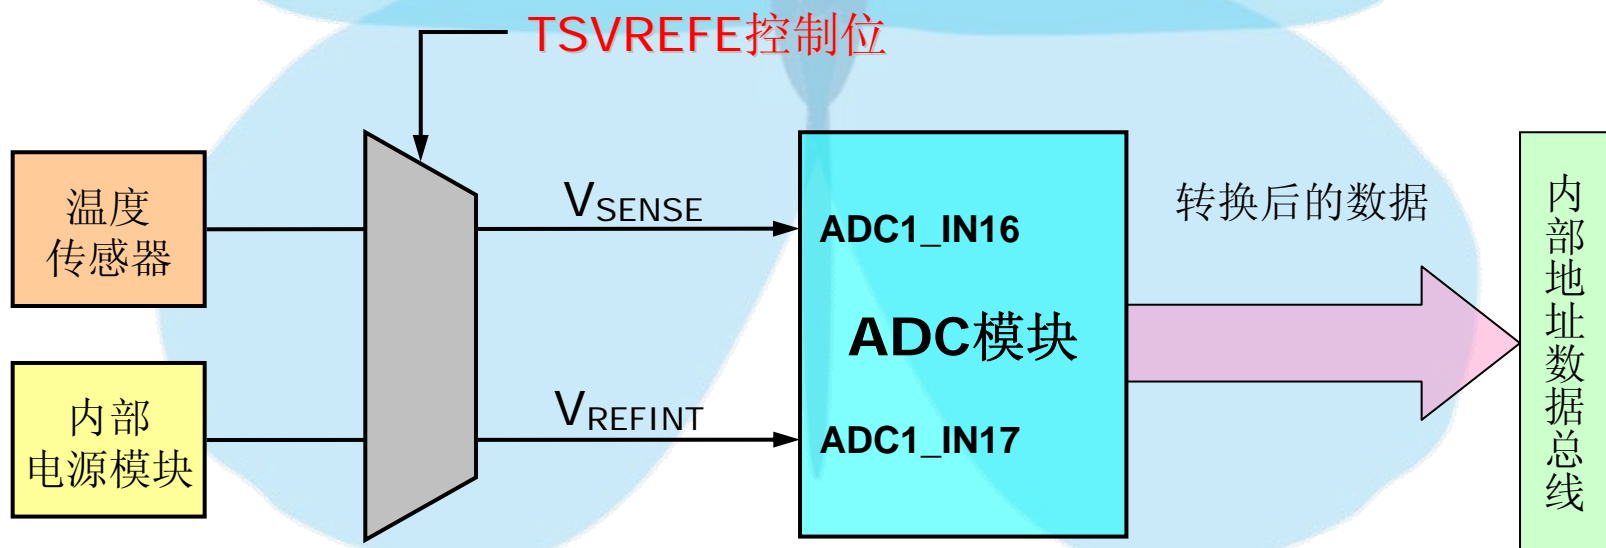 TSVREFE控制位
温度
传感器
V_SENSE
ADC1_IN16
转换后的数据
ADC模块
内部
电源模块
V_REFINT
ADC1_IN17
内部地址数据总线